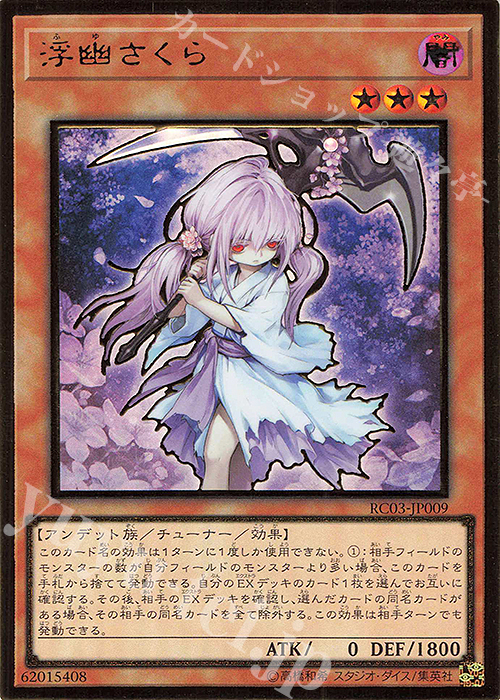 浮幽さくら
闇
RC03-JP009
【アンデット族／チューナー／効果】
このカード名の効果は1ターンに1度しか使用できない。①：相手フィールドの
モンスターの数が自分フィールドのモンスターより多い場合、このカードを
手札から捨てて発動できる。自分のEXデッキのカード1枚を選んでお互いに
確認する。その後、相手のEXデッキを確認し、選んだカードの同名カードが
ある場合、その相手の同名カードを全て除外する。この効果は相手ターンでも
発動できる。
ATK/ 0 DEF/1800
62015408
©高橋和希 スタジオ・ダイス/集英社